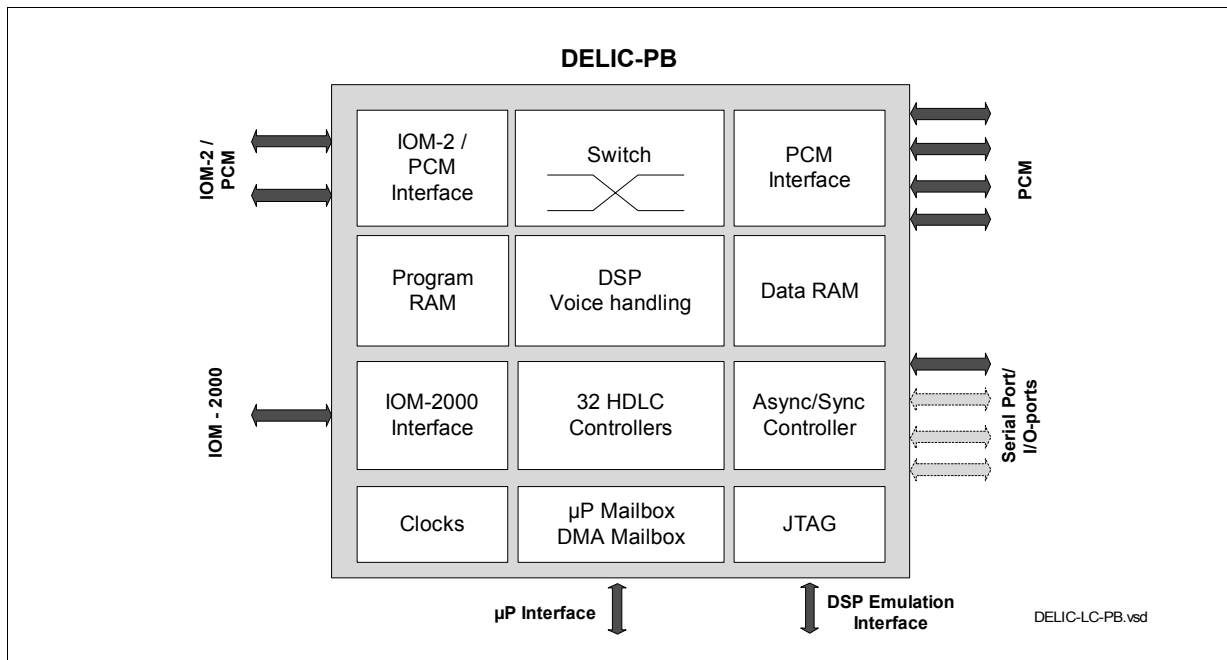 DELIC-PB
IOM-2 /
PCM
IOM-2 /
PCM
Interface
Switch
PCM
Interface
PCM
Program
RAM
DSP
Voice handling
Data RAM
IOM - 2000
IOM-2000
Interface
32 HDLC
Controllers
Async/Sync
Controller
Serial Port/
I/O-ports
Clocks
µP Mailbox
DMA Mailbox
JTAG
µP Interface
DSP Emulation
Interface
DELIC-LC-PB.vsd